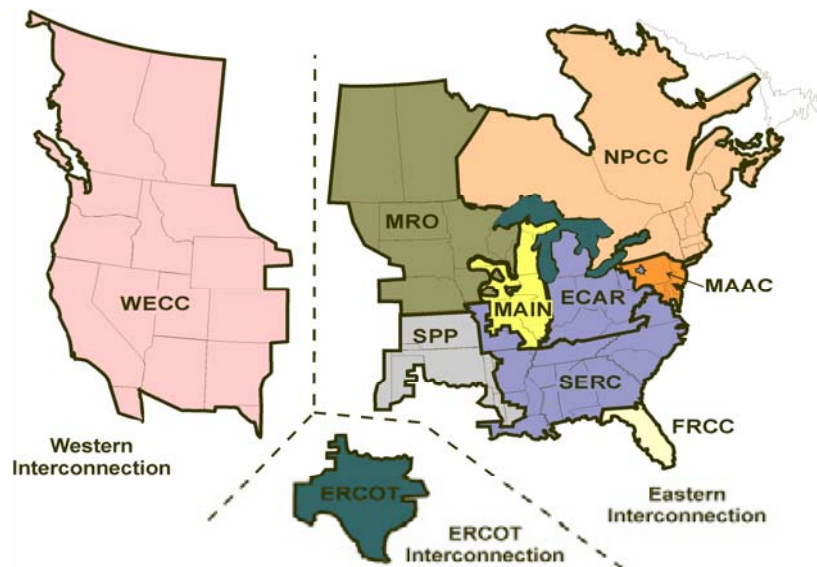 NPCC
MRO
MAAC
WECC
MAIN
ECAR
SPP
SERC
FRCC
Western
Interconnection
ERCOT
Eastern
Interconnection
ERCOT
Interconnection